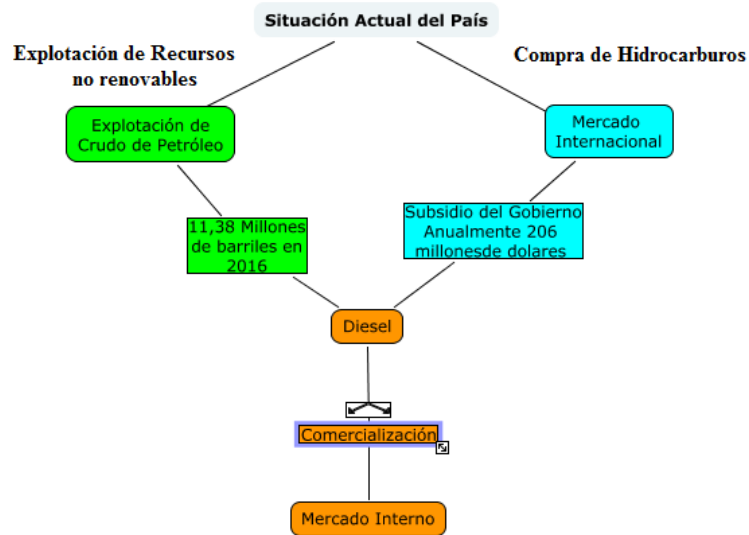 Situación Actual del País
Explotación de Recursos
no renovables
Compra de Hidrocarburos
Explotación de
Crudo de Petróleo
Mercado
Internacional
11,38 Millones
de barriles en
2016
Subsidio del Gobierno
Anualmente 206
millonesde dolares
Diesel
Comercialización
Mercado Interno